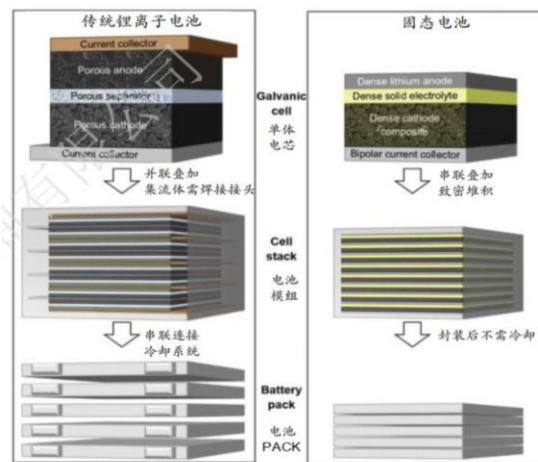 传统锂离子电池
固态电池
Current collector
Porous anode
Porous separator
Porous cathode
Current collector
Galvanic
cell
单体
电芯
Dense lithium anode
Dense solid electrolyte
Dense cathode
composite
Bipolar current collector
并联叠加
集流体需焊接接头
串联叠加
致密堆积
Cell
stack
电池
模组
串联连接
冷却系统
封装后不需冷却
Battery
pack
电池
PACK
有限公司